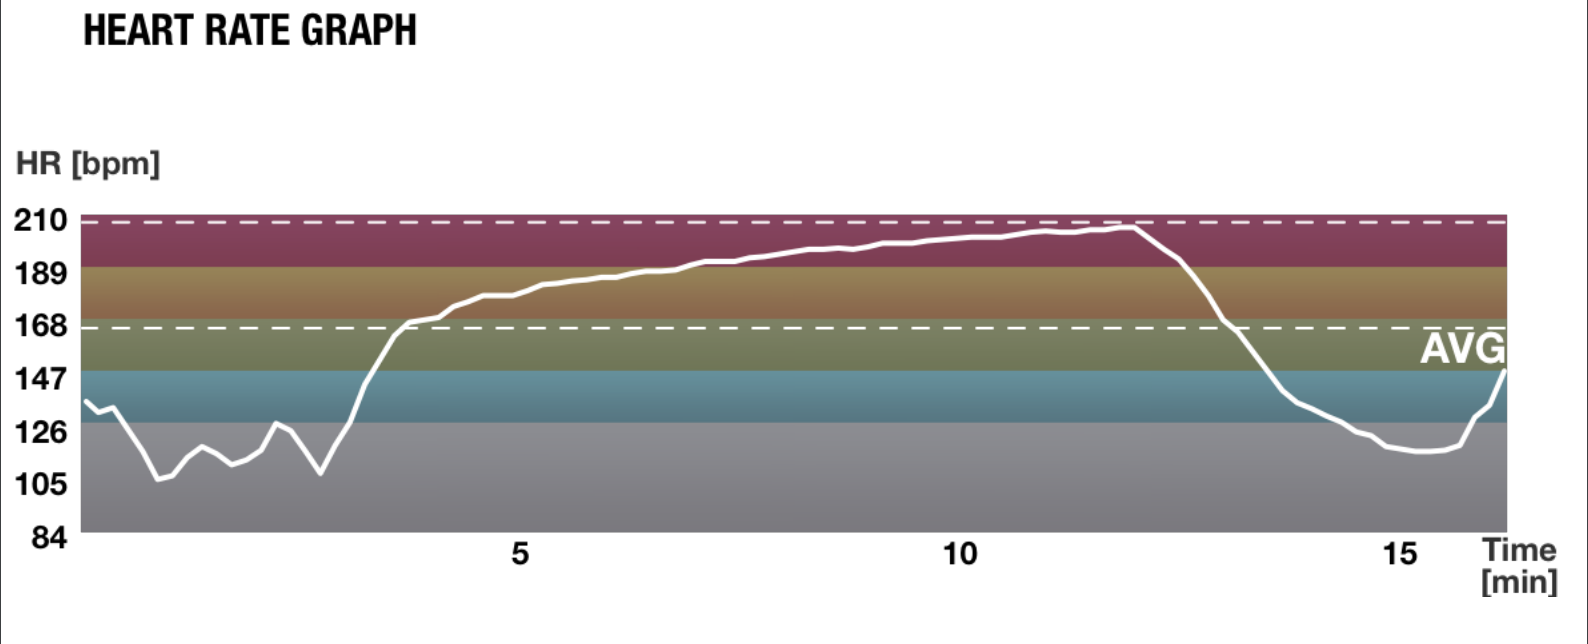 HEART RATE GRAPH
HR [bpm]
210
189
168
AVG
147
126
105
84
5 10 15 Time
[min]